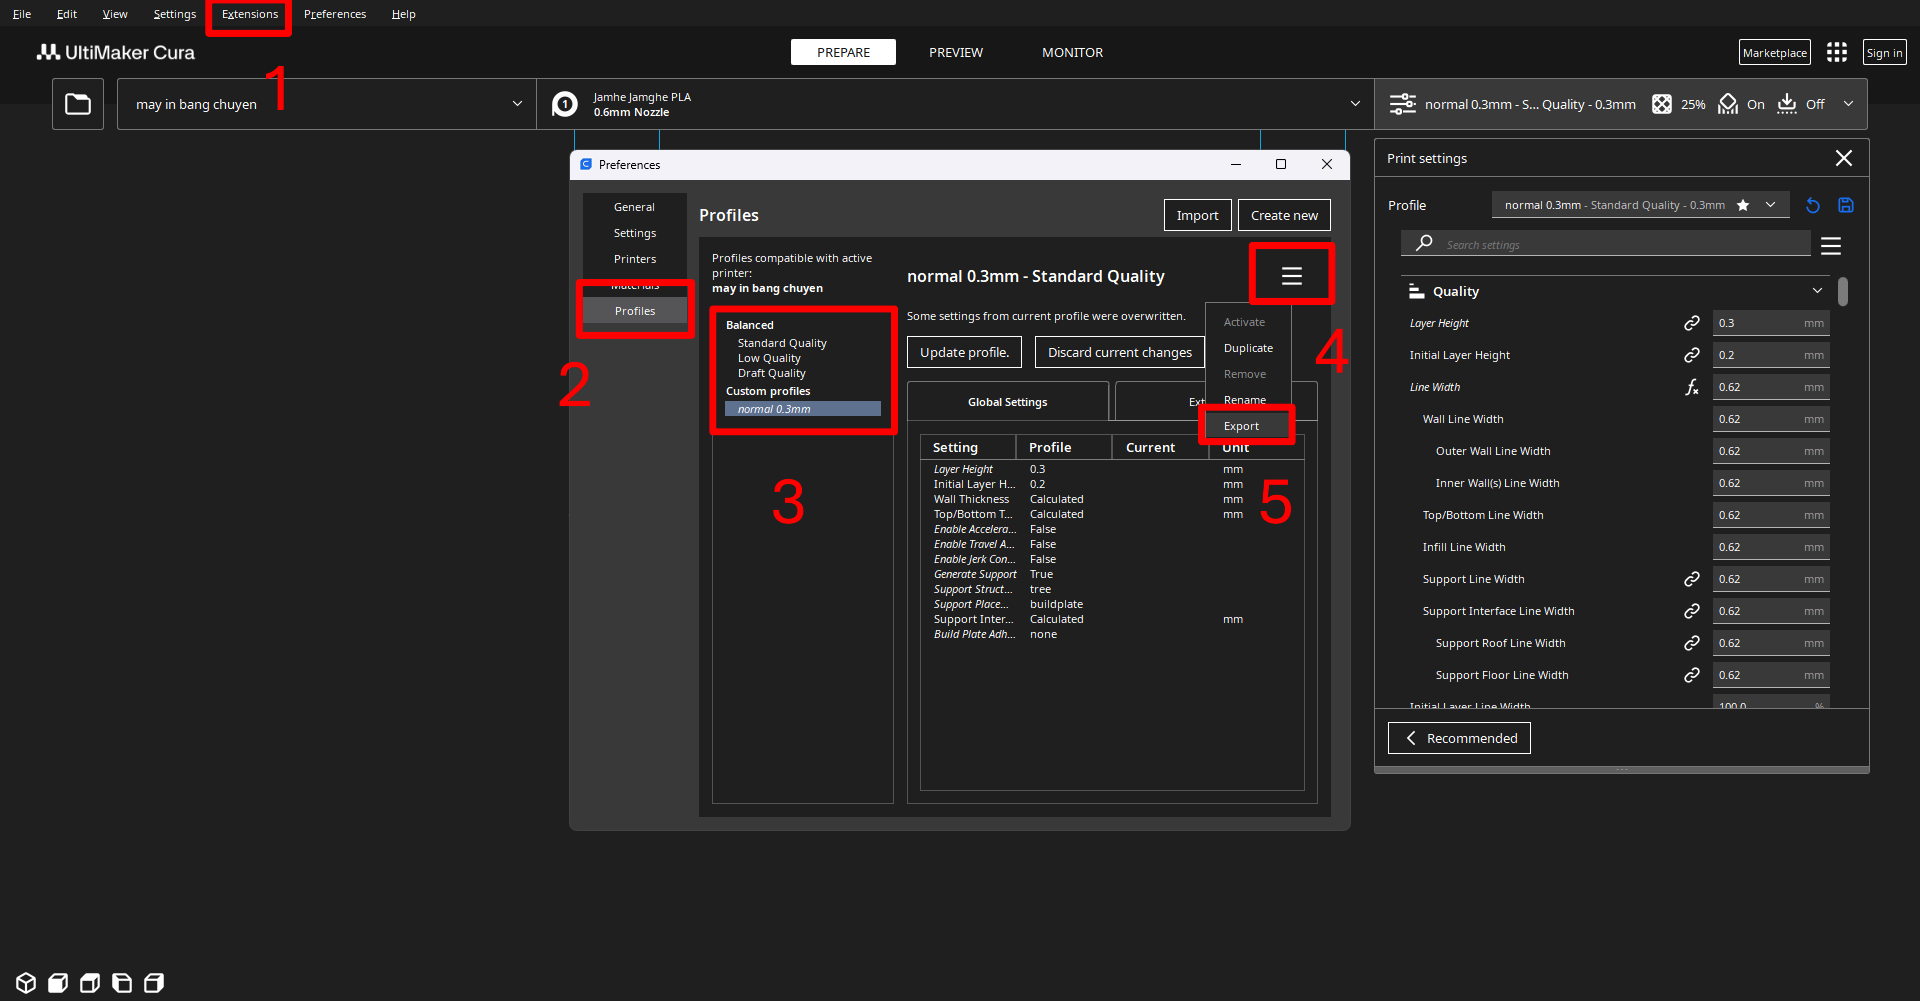 File Edit View Settings Extensions Preferences Help
UltiMaker Cura
PREPARE PREVIEW MONITOR
Marketplace
Sign in
1
may in bang chuyen
1
Jamhe Jamghe PLA
0.6mm Nozzle
normal 0.3mm - S... Quality - 0.3mm 25% On Off
Preferences
General
Settings
Printers
Materials
Profiles
2
Profiles
Import
Create new
Profiles compatible with active
printer:
may in bang chuyen
Balanced
Standard Quality
Low Quality
Draft Quality
Custom profiles
normal 0.3mm
3
normal 0.3mm - Standard Quality
Some settings from current profile were overwritten.
Update profile.
Discard current changes
Activate
Duplicate
Remove
Rename
Export
4
5
Global Settings
Ext
Setting Profile Current Unit
Layer Height 0.3 mm
Initial Layer H... 0.2 mm
Wall Thickness Calculated mm
Top/Bottom T... Calculated mm
Enable Accelera... False
Enable Travel A... False
Enable Jerk Con... False
Generate Support True
Support Struct... tree
Support Place... buildplate
Support Inter... Calculated mm
Build Plate Adh... none
Print settings
Profile normal 0.3mm - Standard Quality - 0.3mm
Search settings
Quality
Layer Height 0.3 mm
Initial Layer Height 0.2 mm
Line Width fx 0.62 mm
Wall Line Width 0.62 mm
Outer Wall Line Width 0.62 mm
Inner Wall(s) Line Width 0.62 mm
Top/Bottom Line Width 0.62 mm
Infill Line Width 0.62 mm
Support Line Width 0.62 mm
Support Interface Line Width 0.62 mm
Support Roof Line Width 0.62 mm
Support Floor Line Width 0.62 mm
Initial Layer Line Width 100.0 %
Recommended